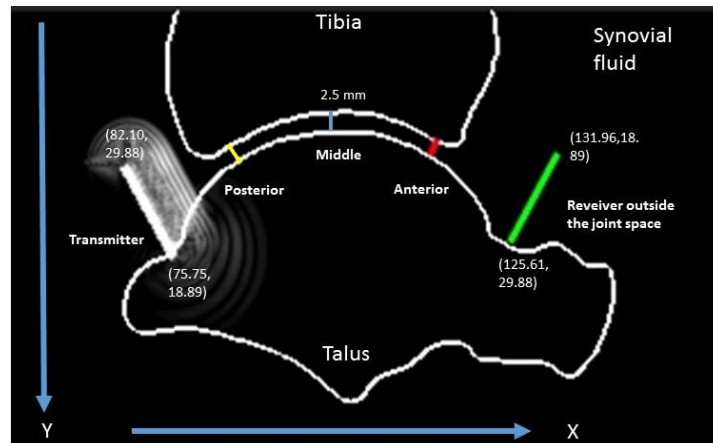 Tibia
Synovial
fluid
2.5 mm
(82.10,
29.88)
(131.96,18.
89)
Middle
Posterior
Anterior
Reveiver outside
the joint space
Transmitter
(75.75,
18.89)
(125.61,
29.88)
Talus
Y
X